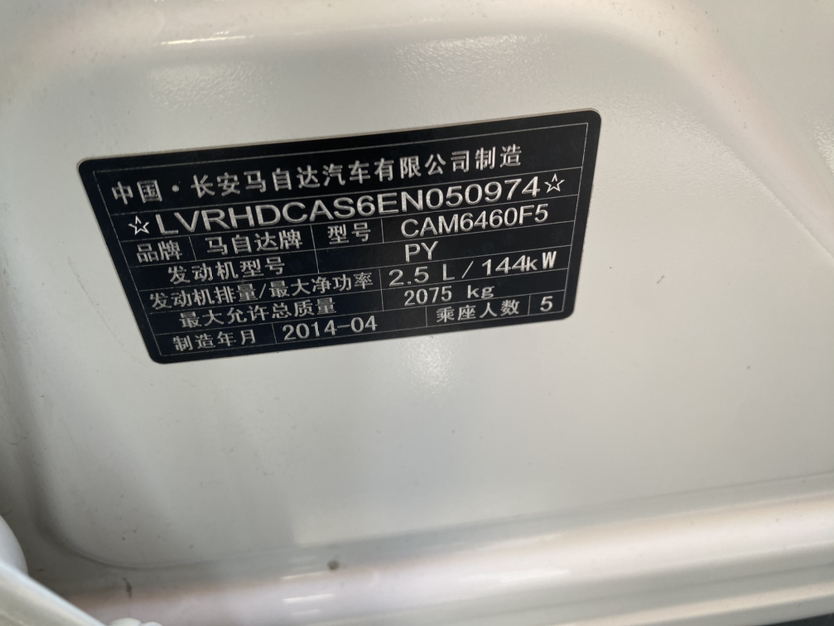 中国·长安马自达汽车有限公司制造
☆LVRHDCAS6EN050974☆
品牌 马自达牌 型号 CAM6460F5
发动机型号 PY
发动机排量/最大净功率 2.5 L/144kW
最大允许总质量 2075 kg
制造年月 2014-04 乘座人数 5